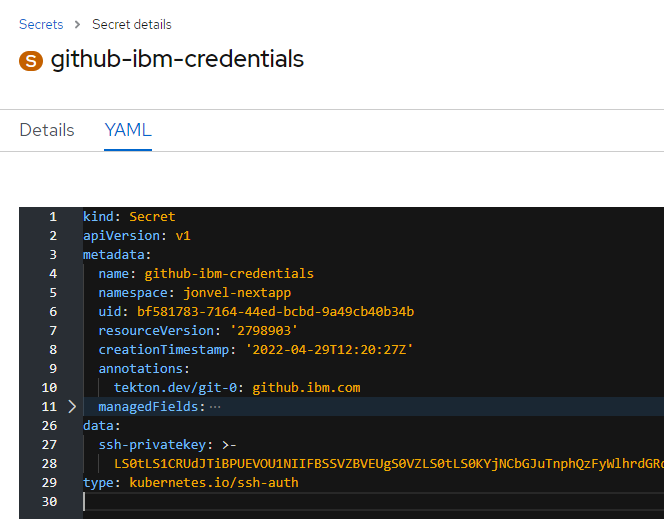 Secrets > Secret details
S github-ibm-credentials
Details YAML
1 kind: Secret
2 apiVersion: v1
3 metadata:
4 name: github-ibm-credentials
5 namespace: jonvel-nextapp
6 uid: bf581783-7164-44ed-bcbd-9a49cb40b34b
7 resourceVersion: '2798903'
8 creationTimestamp: '2022-04-29T12:20:27Z'
9 annotations:
10 tekton.dev/git-0: github.ibm.com
11 > managedFields: ...
26 data:
27 ssh-privatekey: >-
28 LS0tLS1CRUdJTiBPUEVOU1NIIFBSSVZBVEUgS0VZLS0tLS0KYjNCbGJuTnphQzFyWlhrdGRd
29 type: kubernetes.io/ssh-auth
30